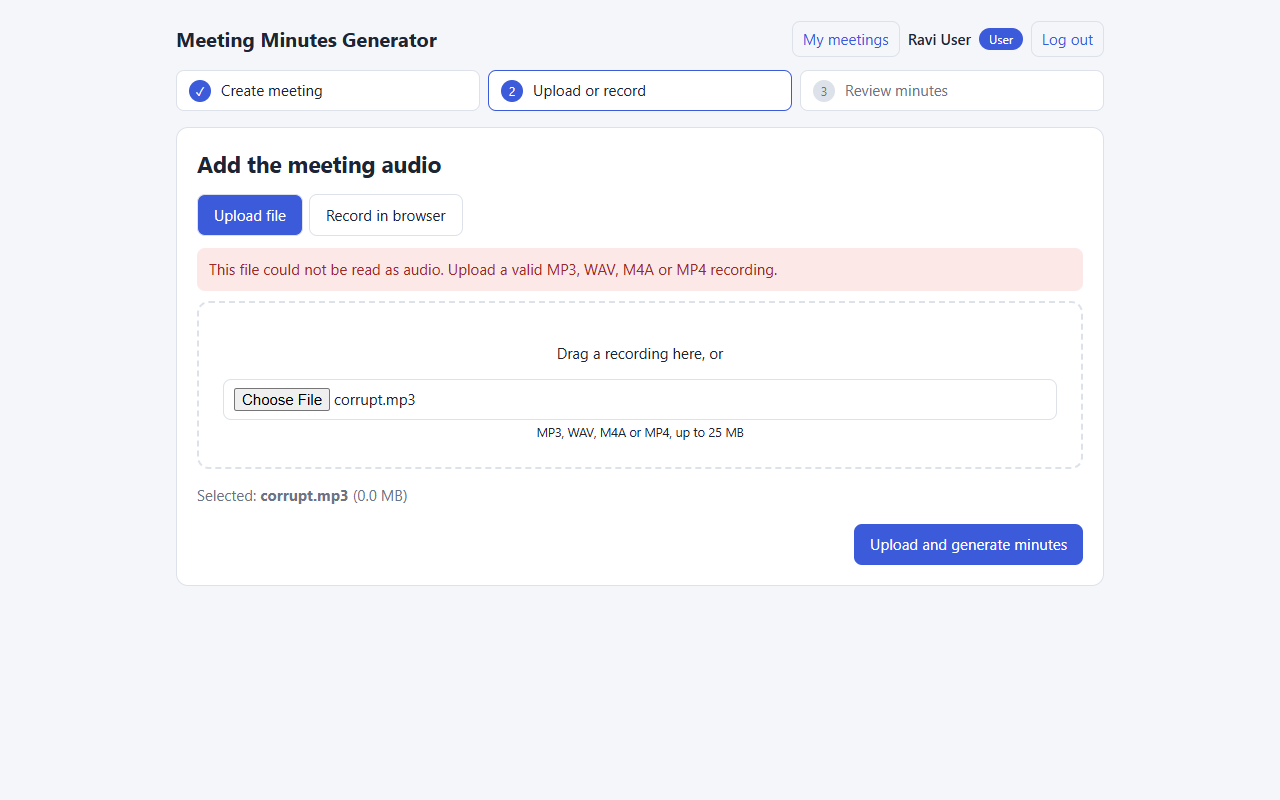 Meeting Minutes Generator
My meetings
Ravi User
User
Log out
✓ Create meeting
2 Upload or record
3 Review minutes
Add the meeting audio
Upload file
Record in browser
This file could not be read as audio. Upload a valid MP3, WAV, M4A or MP4 recording.
Drag a recording here, or
Choose File corrupt.mp3
MP3, WAV, M4A or MP4, up to 25 MB
Selected: corrupt.mp3 (0.0 MB)
Upload and generate minutes